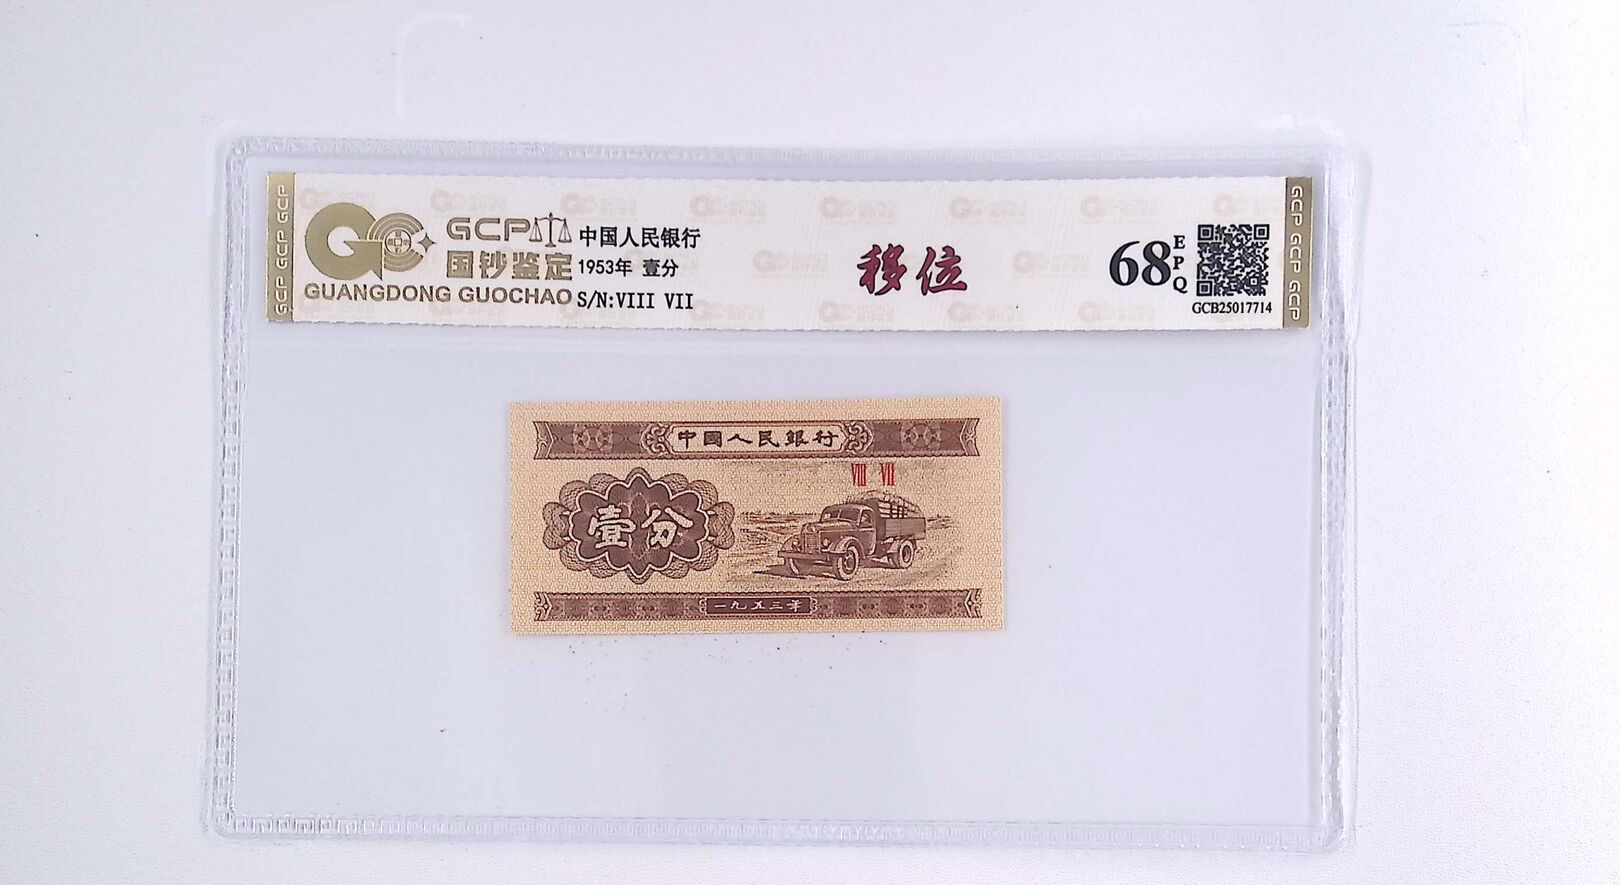 GCP GCP GCP
GCP 中国人民银行
国钞鉴定 1953年 壹分
GUANGDONG GUOCHAO S/N:VIII VII
移位
68 EPQ
GCB25017714
GCP GCP GCP
中國人民銀行
VIII VII
壹分
一九五三年